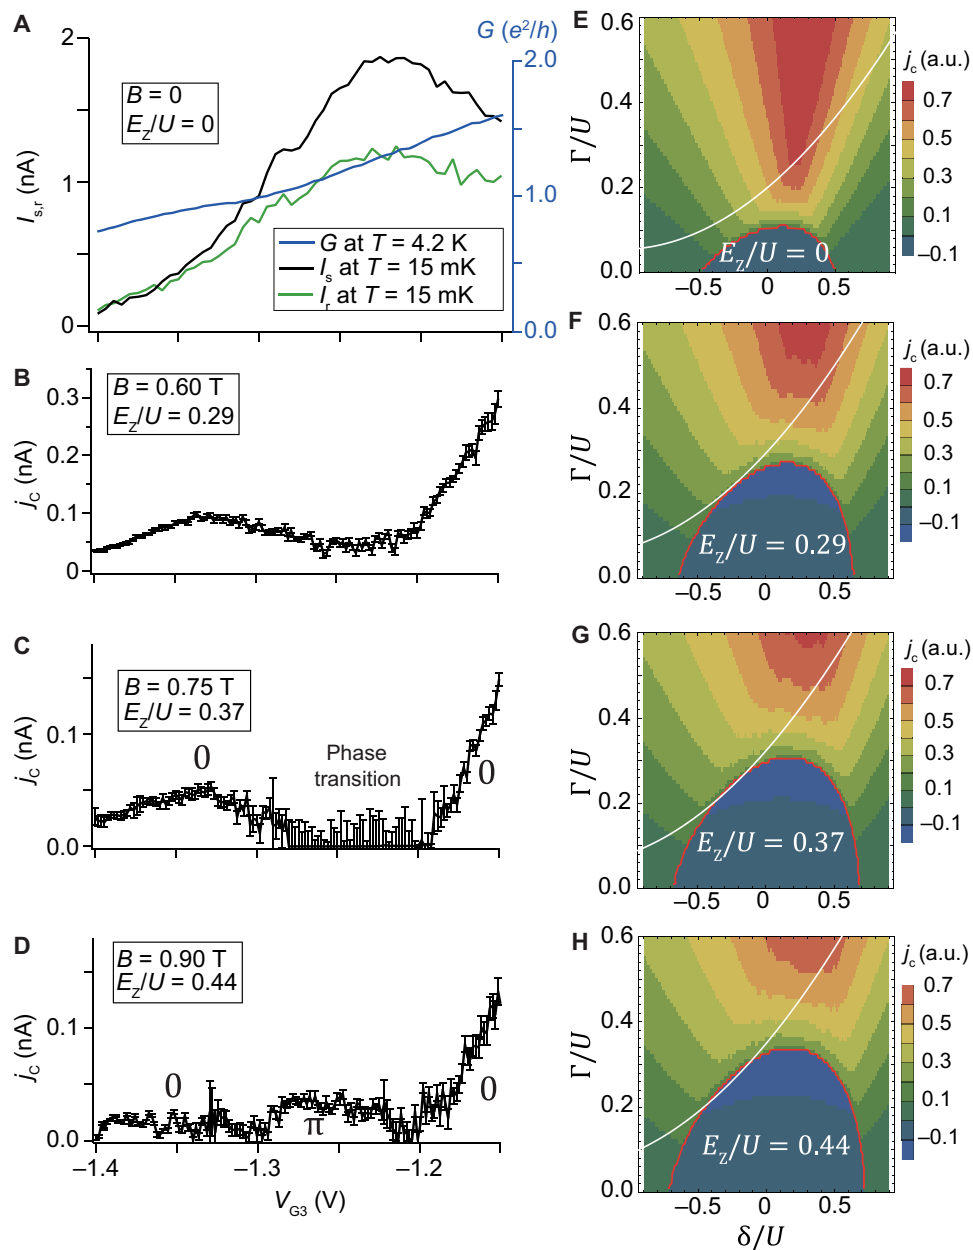 A
2
1
0
I_s,r (nA)
B = 0
E_Z/U = 0
G (e²/h)
2.0
1.0
0.0
G at T = 4.2 K
I_s at T = 15 mK
I_r at T = 15 mK
B
0.3
0.2
0.1
0
j_c (nA)
B = 0.60 T
E_Z/U = 0.29
C
0.1
0.0
j_c (nA)
B = 0.75 T
E_Z/U = 0.37
0
Phase
transition
0
D
0.1
0.0
j_c (nA)
B = 0.90 T
E_Z/U = 0.44
0
π
0
−1.4
−1.3
−1.2
V_G3 (V)
E
0.6
0.4
0.2
0.0
Γ/U
E_Z/U = 0
−0.5
0
0.5
j_c (a.u.)
0.7
0.5
0.3
0.1
−0.1
F
0.6
0.4
0.2
0.0
Γ/U
E_Z/U = 0.29
−0.5
0
0.5
j_c (a.u.)
0.7
0.5
0.3
0.1
−0.1
G
0.6
0.4
0.2
0.0
Γ/U
E_Z/U = 0.37
−0.5
0
0.5
j_c (a.u.)
0.7
0.5
0.3
0.1
−0.1
H
0.6
0.4
0.2
0.0
Γ/U
E_Z/U = 0.44
−0.5
0
0.5
δ/U
j_c (a.u.)
0.7
0.5
0.3
0.1
−0.1